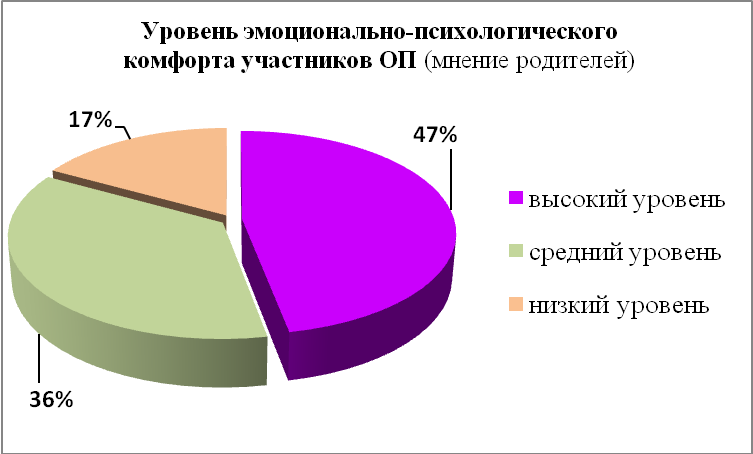 Уровень эмоционально-психологического
комфорта участников ОП (мнение родителей)
17%
47%
высокий уровень
средний уровень
низкий уровень
36%